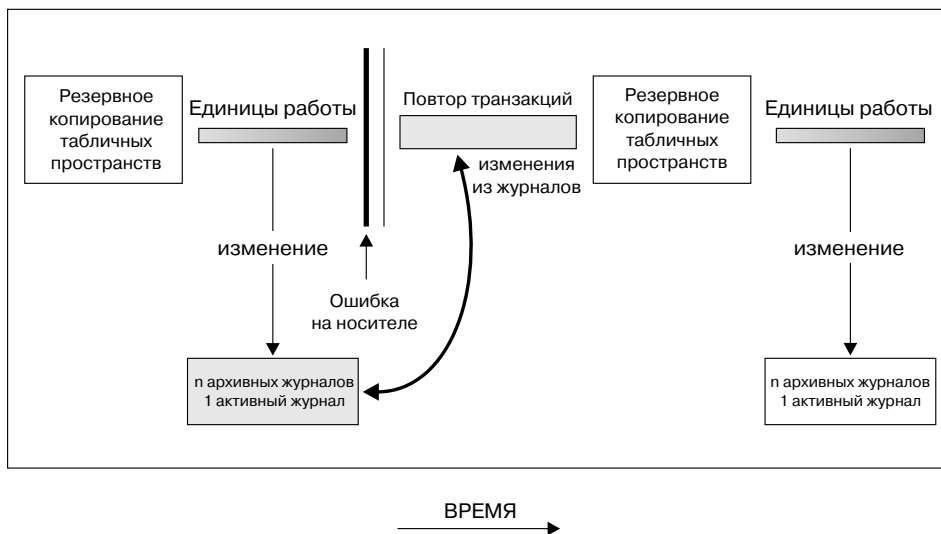 Резервное
копирование
табличных
пространств
Единицы работы
Повтор транзакций
изменения
из журналов
Резервное
копирование
табличных
пространств
Единицы работы
изменение
изменение
Ошибка
на носителе
n архивных журналов
1 активный журнал
n архивных журналов
1 активный журнал
ВРЕМЯ